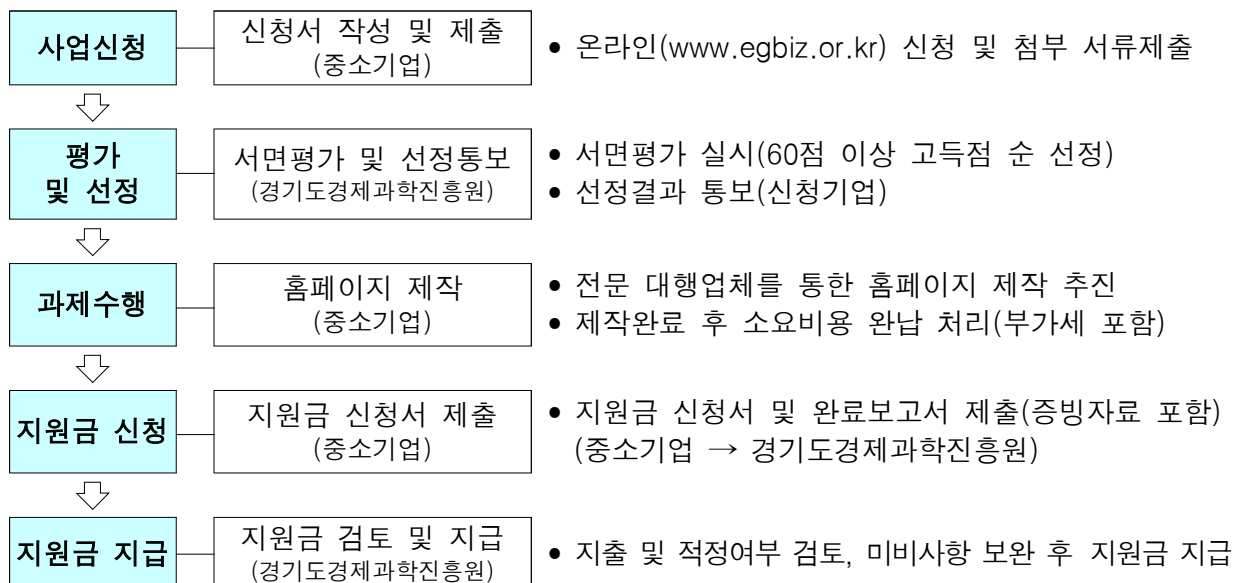 사업신청
신청서 작성 및 제출
(중소기업)
• 온라인(www.egbiz.or.kr) 신청 및 첨부 서류제출
평가
및 선정
서면평가 및 선정통보
(경기도경제과학진흥원)
• 서면평가 실시(60점 이상 고득점 순 선정)
• 선정결과 통보(신청기업)
과제수행
홈페이지 제작
(중소기업)
• 전문 대행업체를 통한 홈페이지 제작 추진
• 제작완료 후 소요비용 완납 처리(부가세 포함)
지원금 신청
지원금 신청서 제출
(중소기업)
• 지원금 신청서 및 완료보고서 제출(증빙자료 포함)
(중소기업 → 경기도경제과학진흥원)
지원금 지급
지원금 검토 및 지급
(경기도경제과학진흥원)
• 지출 및 적정여부 검토, 미비사항 보완 후 지원금 지급